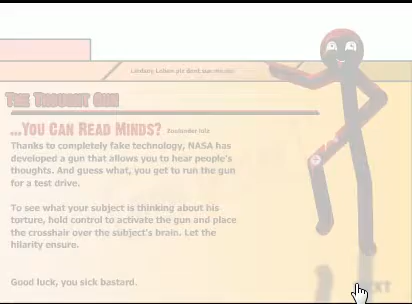 THE THOUGHT GUN
...YOU CAN READ MINDS?
Thanks to completely fake technology, NASA has
developed a gun that allows you to hear people's
thoughts. And guess what, you get to run the gun
for a test drive.
To see what your subject is thinking about his
torture, hold control to activate the gun and place
the crosshair over the subject's brain. Let the
hilarity ensure.
Good luck, you sick bastard.